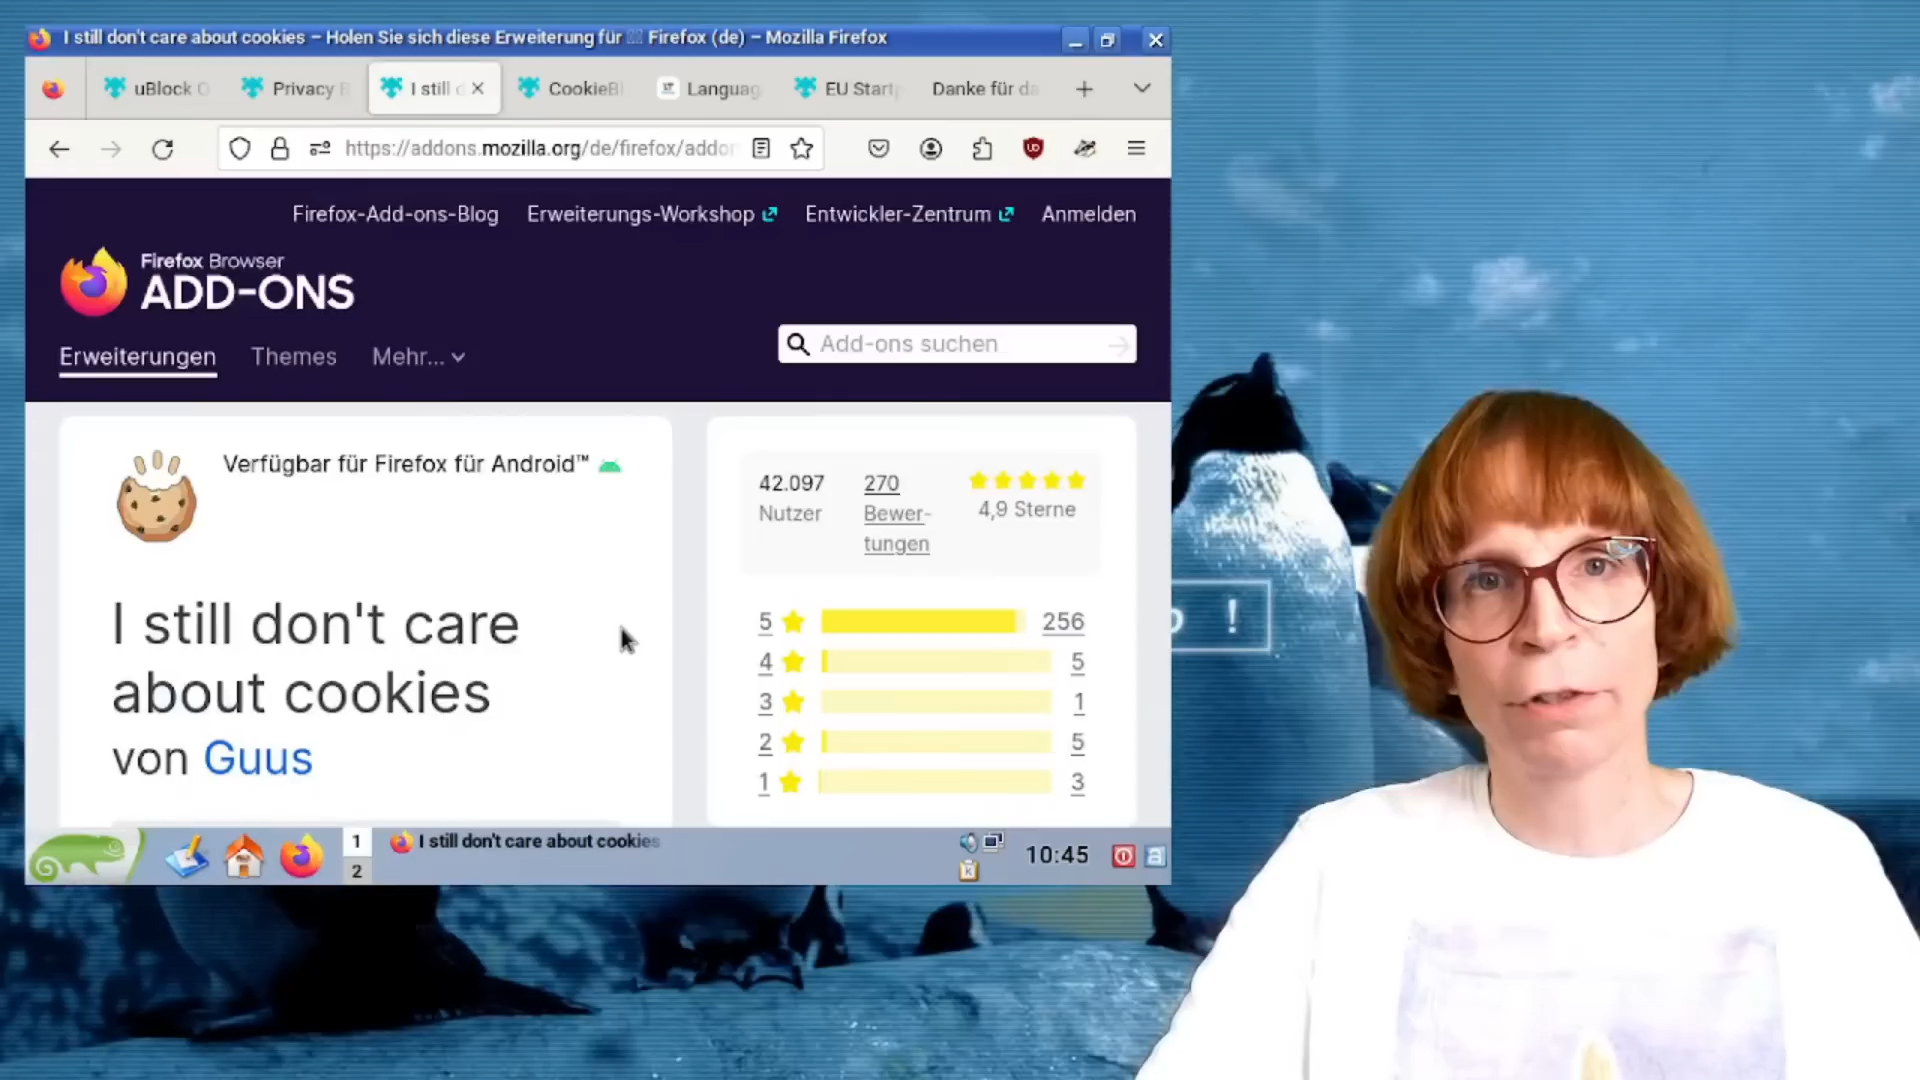 I still don't care about cookies – Holen Sie sich diese Erweiterung für Firefox (de) – Mozilla Firefox
uBlock O
Privacy B
I still d
CookieBl
Languag
EU Startp
Danke für da
https://addons.mozilla.org/de/firefox/addon
Firefox-Add-ons-Blog
Erweiterungs-Workshop
Entwickler-Zentrum
Anmelden
Firefox Browser
ADD-ONS
Erweiterungen
Themes
Mehr...
Add-ons suchen
Verfügbar für Firefox für Android™
I still don't care
about cookies
von Guus
42.097
Nutzer
270
Bewer-
tungen
4,9 Sterne
5 256
4 5
3 1
2 5
1 3
!
1
2
I still don't care about cookies
10:45